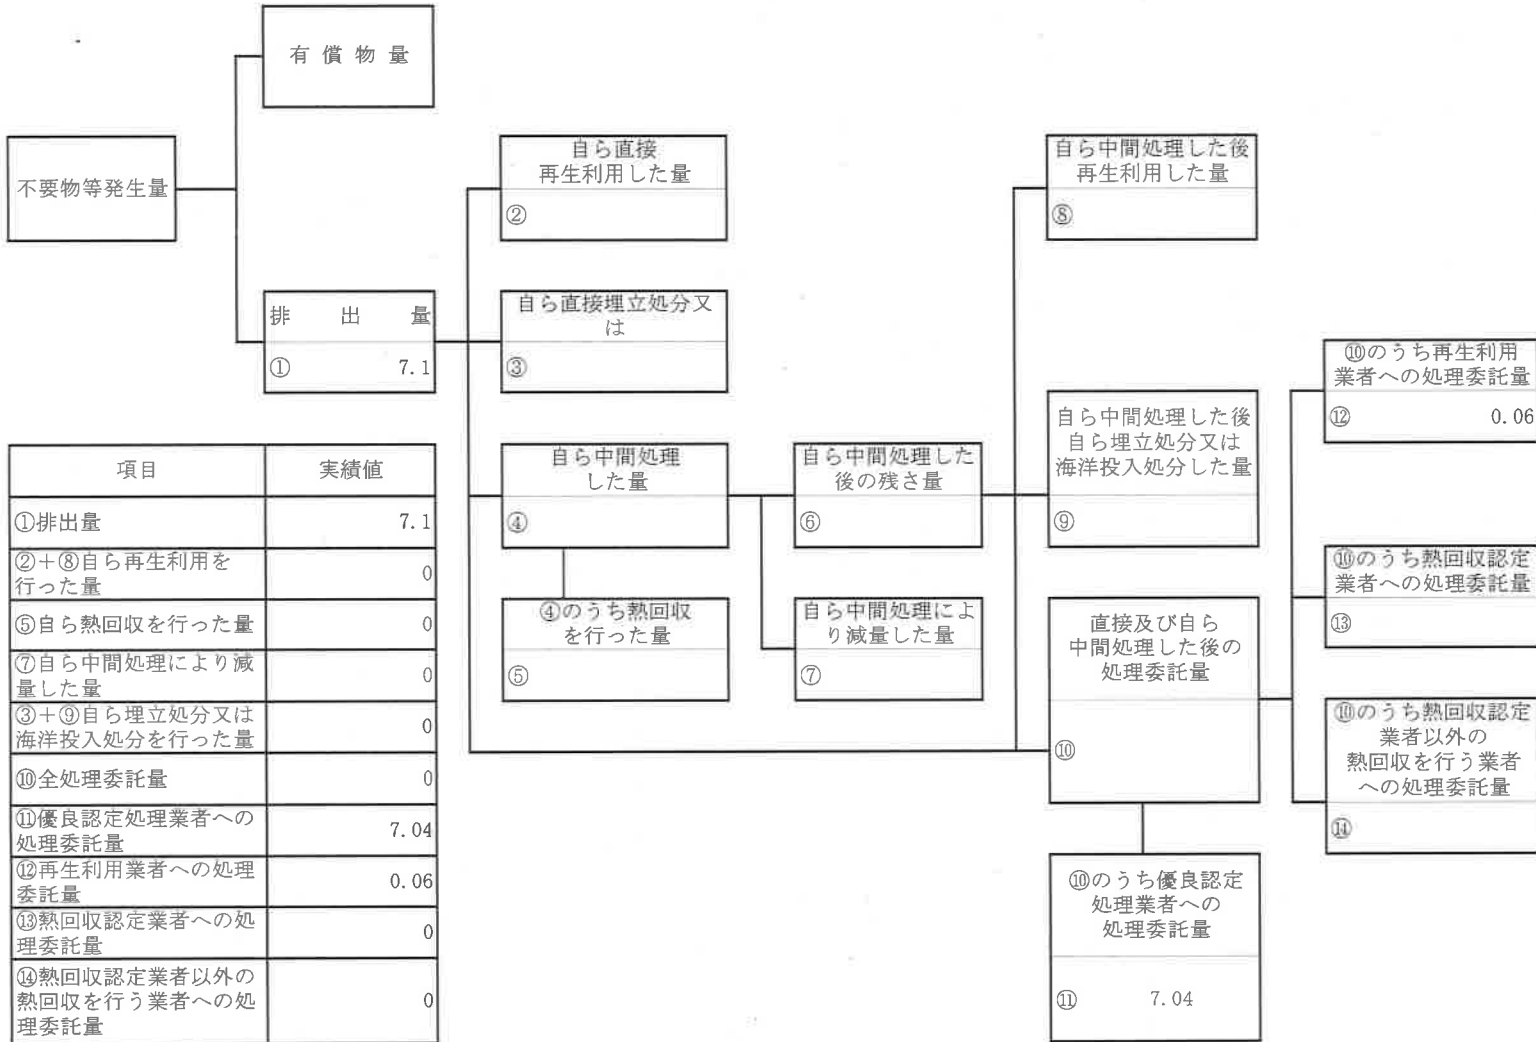 有償物量
不要物等発生量
排出量
① 7.1
自ら直接
再生利用した量
②
自ら直接埋立処分又
は
③
自ら中間処理
した量
④
④のうち熱回収
を行った量
⑤
自ら中間処理した
後の残さ量
⑥
自ら中間処理によ
り減量した量
⑦
自ら中間処理した後
再生利用した量
⑧
自ら中間処理した後
自ら埋立処分又は
海洋投入処分した量
⑨
直接及び自ら
中間処理した後の
処理委託量
⑩
⑩のうち優良認定
処理業者への
処理委託量
⑪ 7.04
⑩のうち再生利用
業者への処理委託量
⑫ 0.06
⑩のうち熱回収認定
業者への処理委託量
⑬
⑩のうち熱回収認定
業者以外の
熱回収を行う業者
への処理委託量
⑭
項目 実績値
①排出量 7.1
②+⑧自ら再生利用を
行った量 0
⑤自ら熱回収を行った量 0
⑦自ら中間処理により減
量した量 0
③+⑨自ら埋立処分又は
海洋投入処分を行った量 0
⑩全処理委託量 0
⑪優良認定処理業者への
処理委託量 7.04
⑫再生利用業者への処理
委託量 0.06
⑬熱回収認定業者への処
理委託量 0
⑭熱回収認定業者以外の
熱回収を行う業者への処
理委託量 0